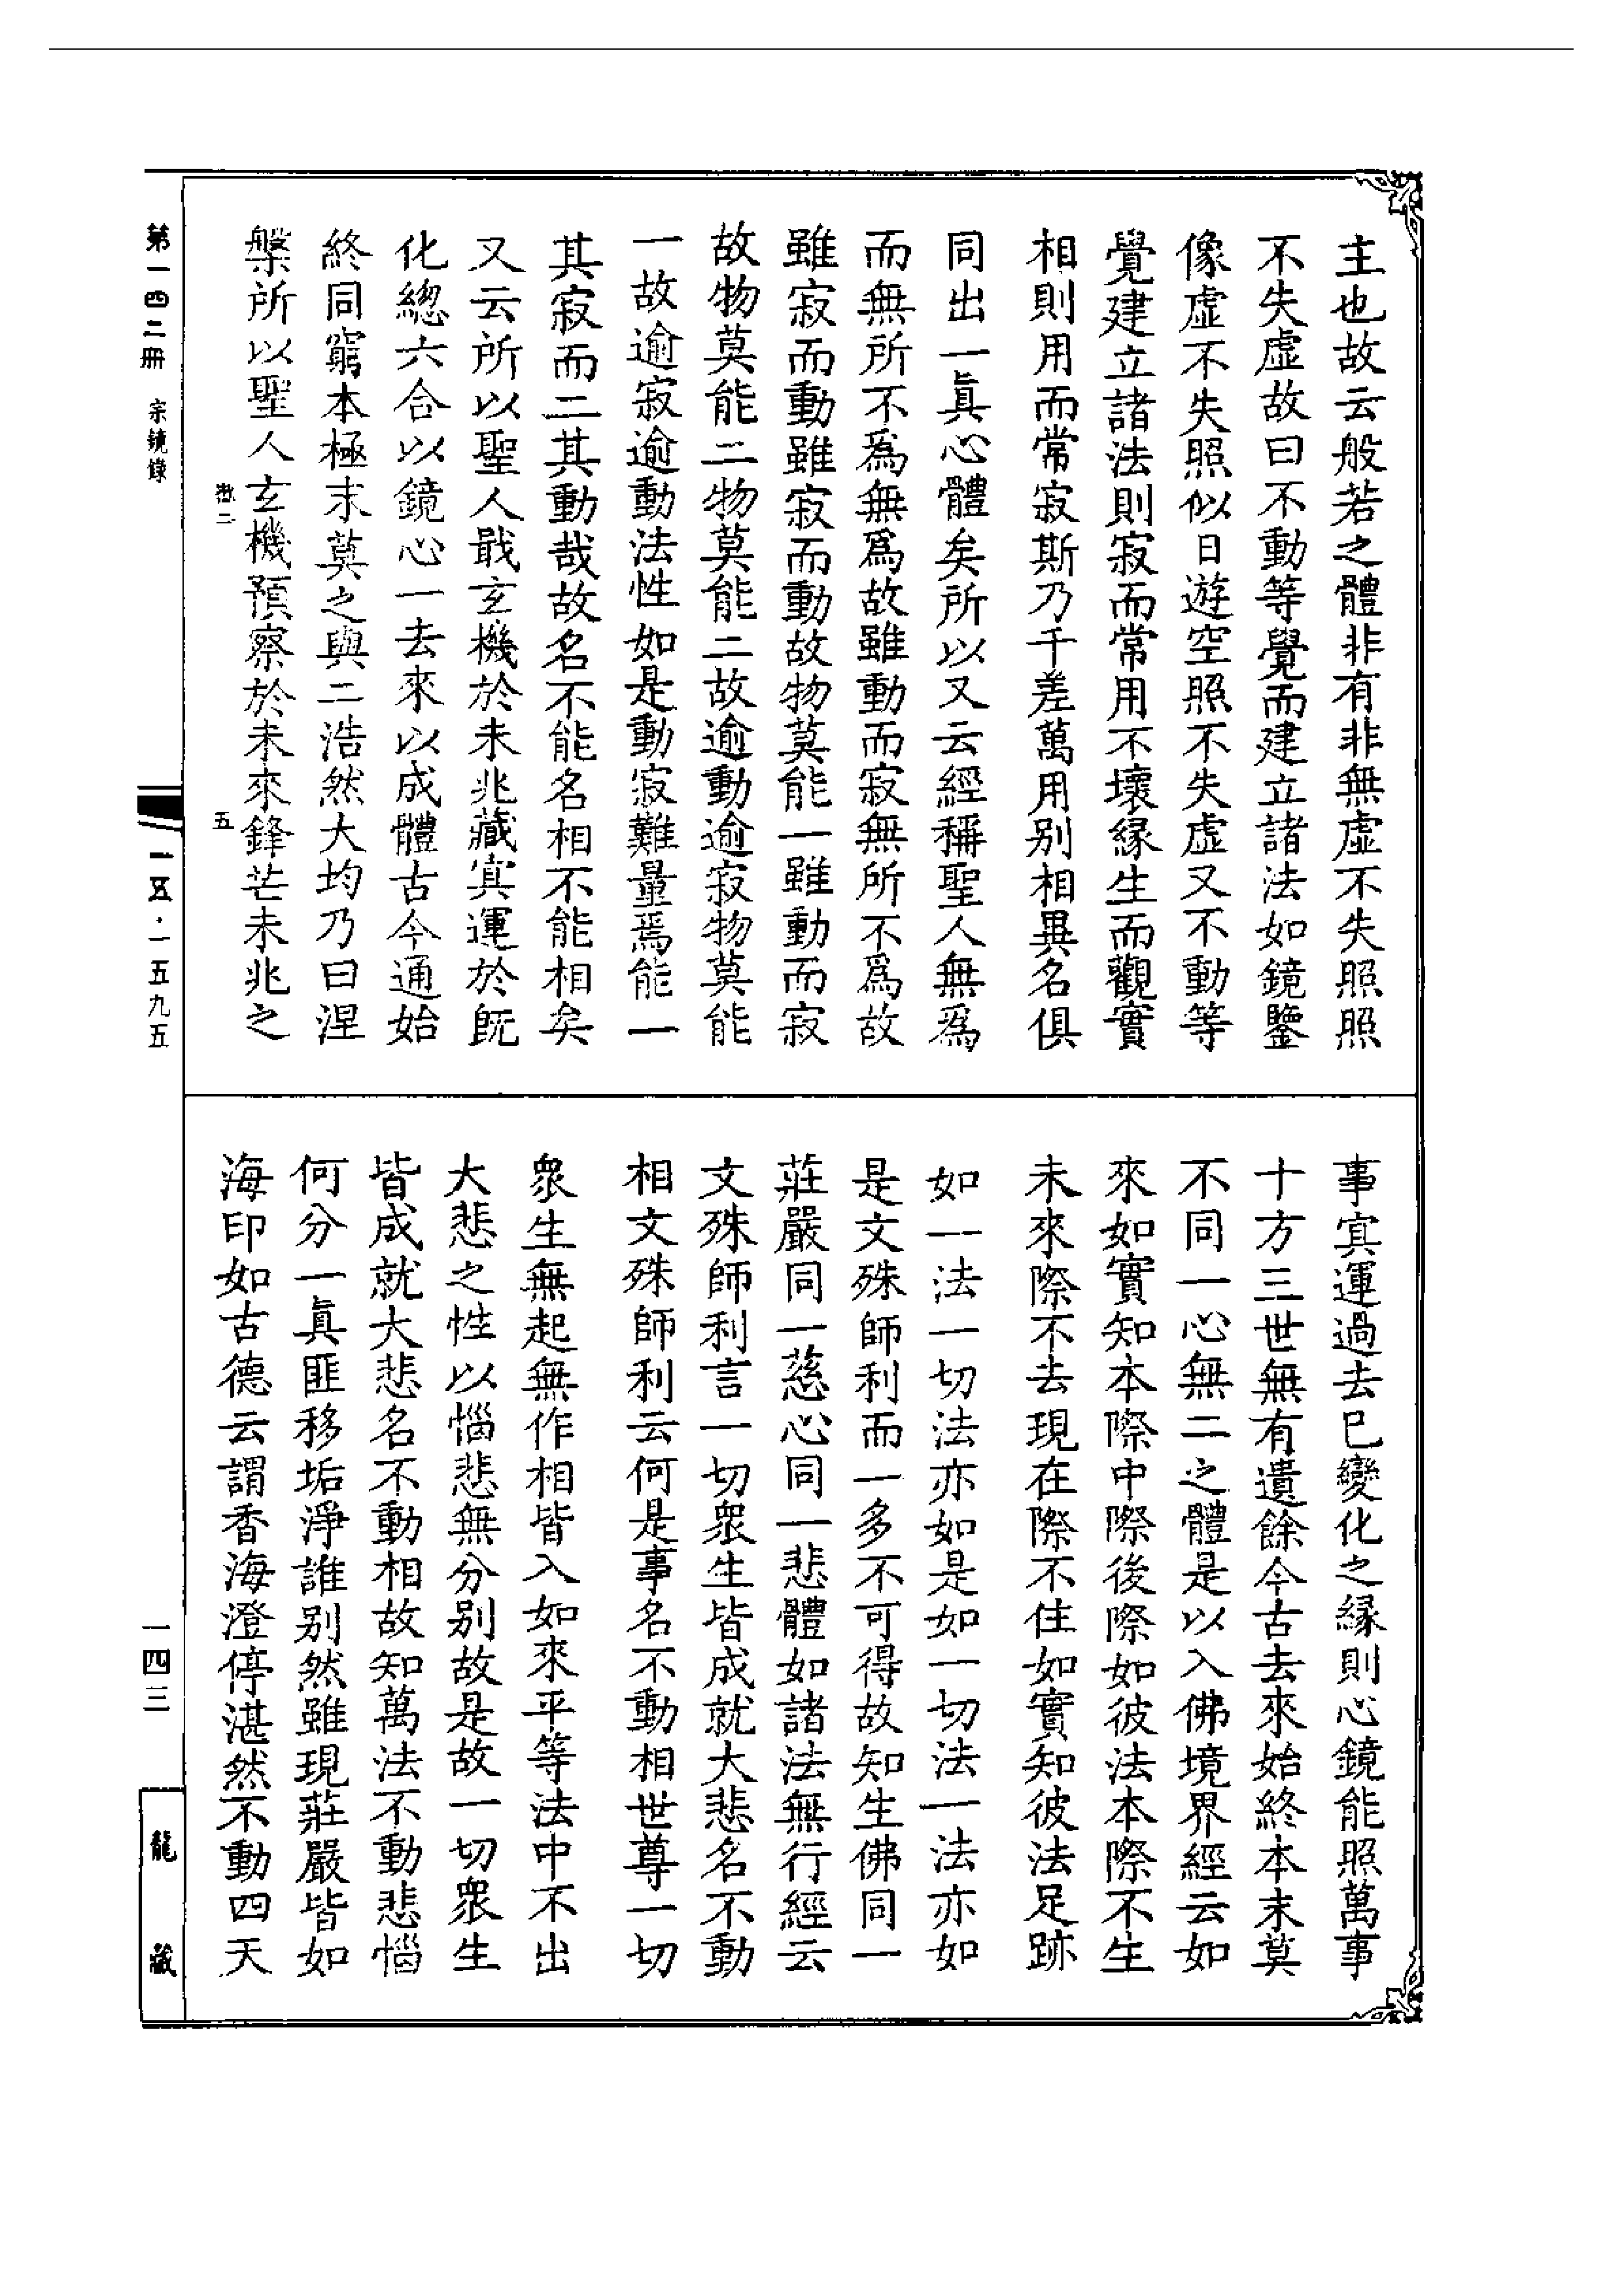 主也故云般若之體非有非無虛不失照照
不失虛故曰不動等覺而建立諸法如鏡鑒
像虛不失照似日遊空照不失虛又不動等
覺建立諸法則寂而常用不壞緣生而觀實
相則用而常寂斯乃千差萬用别相異名俱
同出一眞心體矣所以又云經稱聖人無爲
而無所不爲無爲故雖動而寂無所不爲故
雖寂而動雖寂而動故物莫能一雖動而寂
故物莫能二物莫能二故逾動逾寂物莫能
一故逾寂逾動法性如是動寂難量焉能一
其寂而二其動哉故名不能名相不能相矣
又云所以聖人戢玄機於未兆藏㝠運於旣
化總六合以鏡心一去來以成體古今通始
終同窮本極末莫之與二浩然大均乃曰涅
槃所以聖人玄機預察於未來鋒芒未兆之
事㝠運過去已變化之緣則心鏡能照萬事
十方三世無有遺餘今古去來始終本末莫
不同一心無二之體是以入佛境界經云如
來如實知本際中際後際如彼法本際不生
未來際不去現在際不住如實知彼法足跡
如一法一切法亦如是如一切法一法亦如
是文殊師利而一多不可得故知生佛同一
莊嚴同一慈心同一悲體如諸法無行經云
文殊師利言一切衆生皆成就大悲名不動
相文殊師利云何是事名不動相世尊一切
衆生無起無作相皆入如來平等法中不出
大悲之性以惱悲無分别故是故一切衆生
皆成就大悲名不動相故知萬法不動悲惱
何分一眞匪移垢淨誰别然雖現莊嚴皆如
海印如古德云謂香海澄停湛然不動四天
第一四二冊 宗鏡錄
五
一五·一五九五
一四三
龍藏